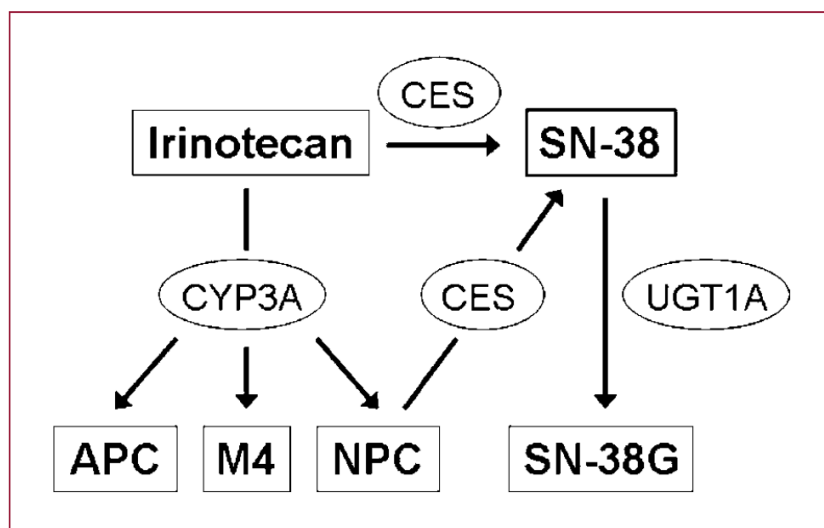 CES
Irinotecan
SN-38
CYP3A
CES
UGT1A
APC
M4
NPC
SN-38G